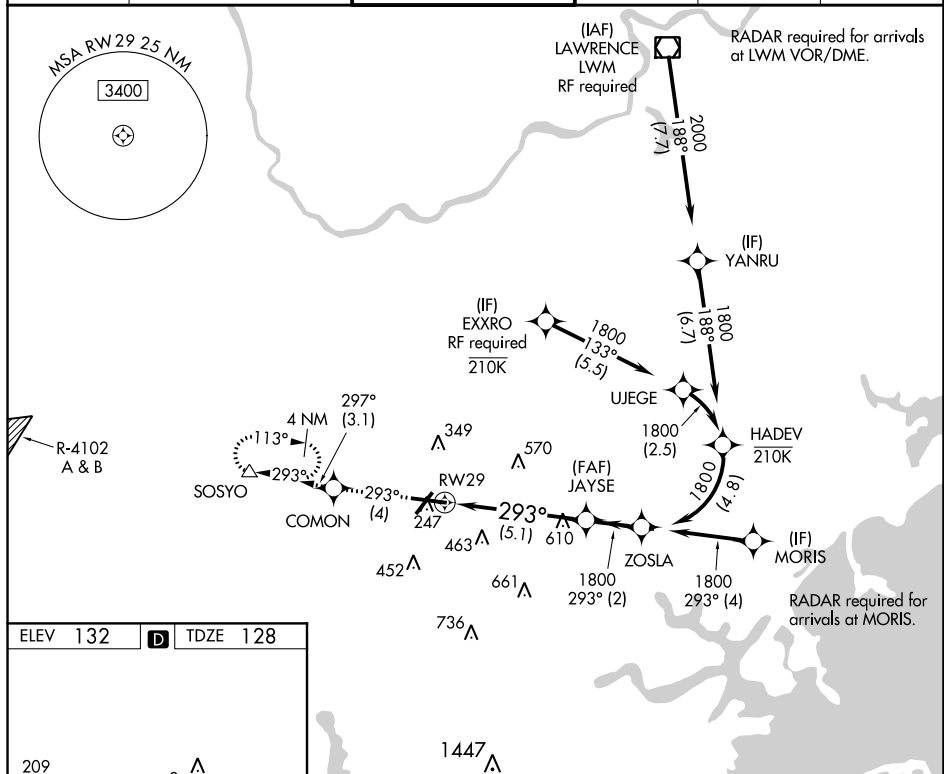 MSA RW29 25 NM
3400
(IAF)
LAWRENCE
LWM
RF required
RADAR required for arrivals
at LWM VOR/DME.
2000
188°
(7.7)
(IF)
YANRU
1800
188°
(6.7)
(IF)
EXXRO
RF required
210K
1800
133°
(5.5)
UJEGE
1800
(2.5)
HADEV
210K
1800
(4.8)
R-4102
A & B
297°
(3.1)
4 NM
113°
293°
SOSYO
COMON
293°
(4)
349
570
RW29
247
293°
(5.1)
(FAF)
JAYSE
610
463
452
661
736
ZOSLA
1800
293° (2)
(IF)
MORIS
1800
293° (4)
RADAR required for
arrivals at MORIS.
ELEV 132 D TDZE 128
209
1447